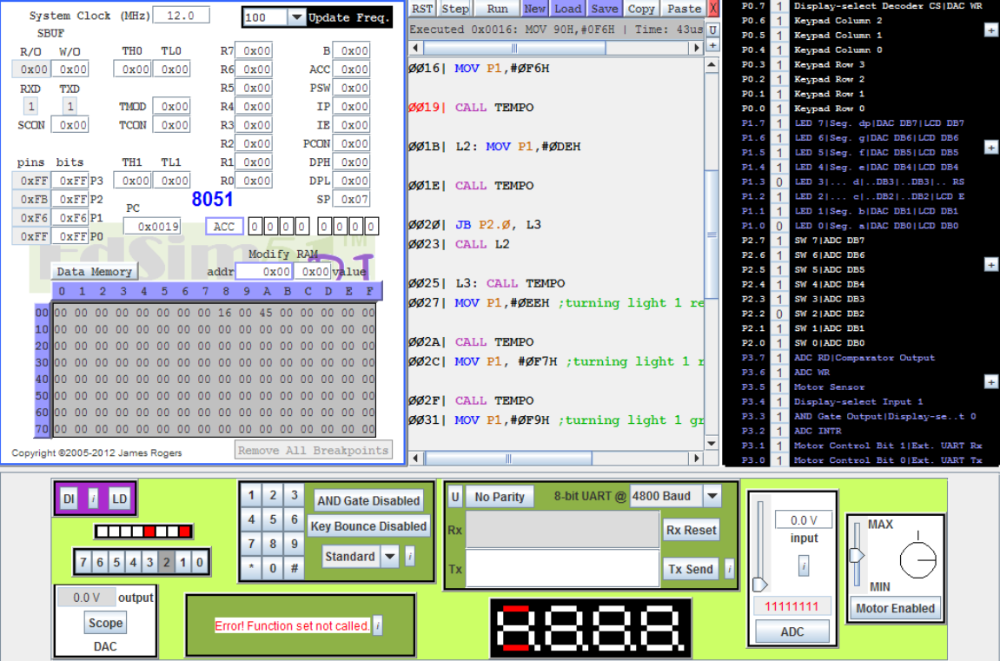 System Clock (MHz) 12.0 100 Update Freq.
SBUF
R/O W/O TH0 TL0 R7 0x00 B 0x00
0x00 0x00 0x00 0x00 R6 0x00 ACC 0x00
RXD TXD R5 0x00 PSW 0x00
1 1 TMOD 0x00 R4 0x00 IP 0x00
SCON 0x00 TCON 0x00 R3 0x00 IE 0x00
R2 0x00 PCON 0x00
pins bits TH1 TL1 R1 0x00 DPH 0x00
0xFF 0xFF P3 0x00 0x00 R0 0x00 DPL 0x00
0xFB 0xFF P2 8051 SP 0x07
0xF6 0xF6 P1 PC
0xFF 0xFF P0 0x0019 ACC 0 0 0 0 0 0 0 0
EdSim51 DI TM
Modify RAM
Data Memory addr 0x00 0x00 value
0 1 2 3 4 5 6 7 8 9 A B C D E F
00 00 00 00 00 00 00 00 00 16 00 45 00 00 00 00 00
10 00 00 00 00 00 00 00 00 00 00 00 00 00 00 00 00
20 00 00 00 00 00 00 00 00 00 00 00 00 00 00 00 00
30 00 00 00 00 00 00 00 00 00 00 00 00 00 00 00 00
40 00 00 00 00 00 00 00 00 00 00 00 00 00 00 00 00
50 00 00 00 00 00 00 00 00 00 00 00 00 00 00 00 00
60 00 00 00 00 00 00 00 00 00 00 00 00 00 00 00 00
70 00 00 00 00 00 00 00 00 00 00 00 00 00 00 00 00
Copyright ©2005-2012 James Rogers Remove All Breakpoints
RST Step Run New Load Save Copy Paste X
Executed 0x0016: MOV 90H,#0F6H | Time: 43us U
+
0016| MOV P1,#0F6H
0019| CALL TEMPO
001B| L2: MOV P1,#0DEH
001E| CALL TEMPO
0020| JB P2.0, L3
0023| CALL L2
0025| L3: CALL TEMPO
0027| MOV P1,#0EEH ;turning light 1 re
002A| CALL TEMPO
002C| MOV P1, #0F7H ;turning light 1 r
002F| CALL TEMPO
0031| MOV P1,#0F9H ;turning light 1 gr
P0.7 1 Display-select Decoder CS|DAC WR
P0.6 1 Keypad Column 2
P0.5 1 Keypad Column 1
P0.4 1 Keypad Column 0
P0.3 1 Keypad Row 3
P0.2 1 Keypad Row 2
P0.1 1 Keypad Row 1
P0.0 1 Keypad Row 0
P1.7 1 LED 7|Seg. dp|DAC DB7|LCD DB7
P1.6 1 LED 6|Seg. g|DAC DB6|LCD DB6
P1.5 1 LED 5|Seg. f|DAC DB5|LCD DB5
P1.4 1 LED 4|Seg. e|DAC DB4|LCD DB4
P1.3 0 LED 3|... d|..DB3|..DB3|.. RS
P1.2 1 LED 2|... c|..DB2|..DB2|LCD E
P1.1 1 LED 1|Seg. b|DAC DB1|LCD DB1
P1.0 0 LED 0|Seg. a|DAC DB0|LCD DB0
P2.7 1 SW 7|ADC DB7
P2.6 1 SW 6|ADC DB6
P2.5 1 SW 5|ADC DB5
P2.4 1 SW 4|ADC DB4
P2.3 1 SW 3|ADC DB3
P2.2 0 SW 2|ADC DB2
P2.1 1 SW 1|ADC DB1
P2.0 1 SW 0|ADC DB0
P3.7 1 ADC RD|Comparator Output
P3.6 1 ADC WR
P3.5 1 Motor Sensor
P3.4 1 Display-select Input 1
P3.3 1 AND Gate Output|Display-se..t 0
P3.2 1 ADC INTR
P3.1 1 Motor Control Bit 1|Ext. UART Rx
P3.0 1 Motor Control Bit 0|Ext. UART Tx
+
+
+
+
DI i LD
7 6 5 4 3 2 1 0
0.0 V output
Scope
DAC
1 2 3 AND Gate Disabled
4 5 6 Key Bounce Disabled
7 8 9 Standard i
* 0 #
Error! Function set not called. i
U No Parity 8-bit UART @ 4800 Baud
Rx Rx Reset
Tx Tx Send i
8.8.8.8.
0.0 V
input
i
11111111
ADC
MAX
MIN
Motor Enabled